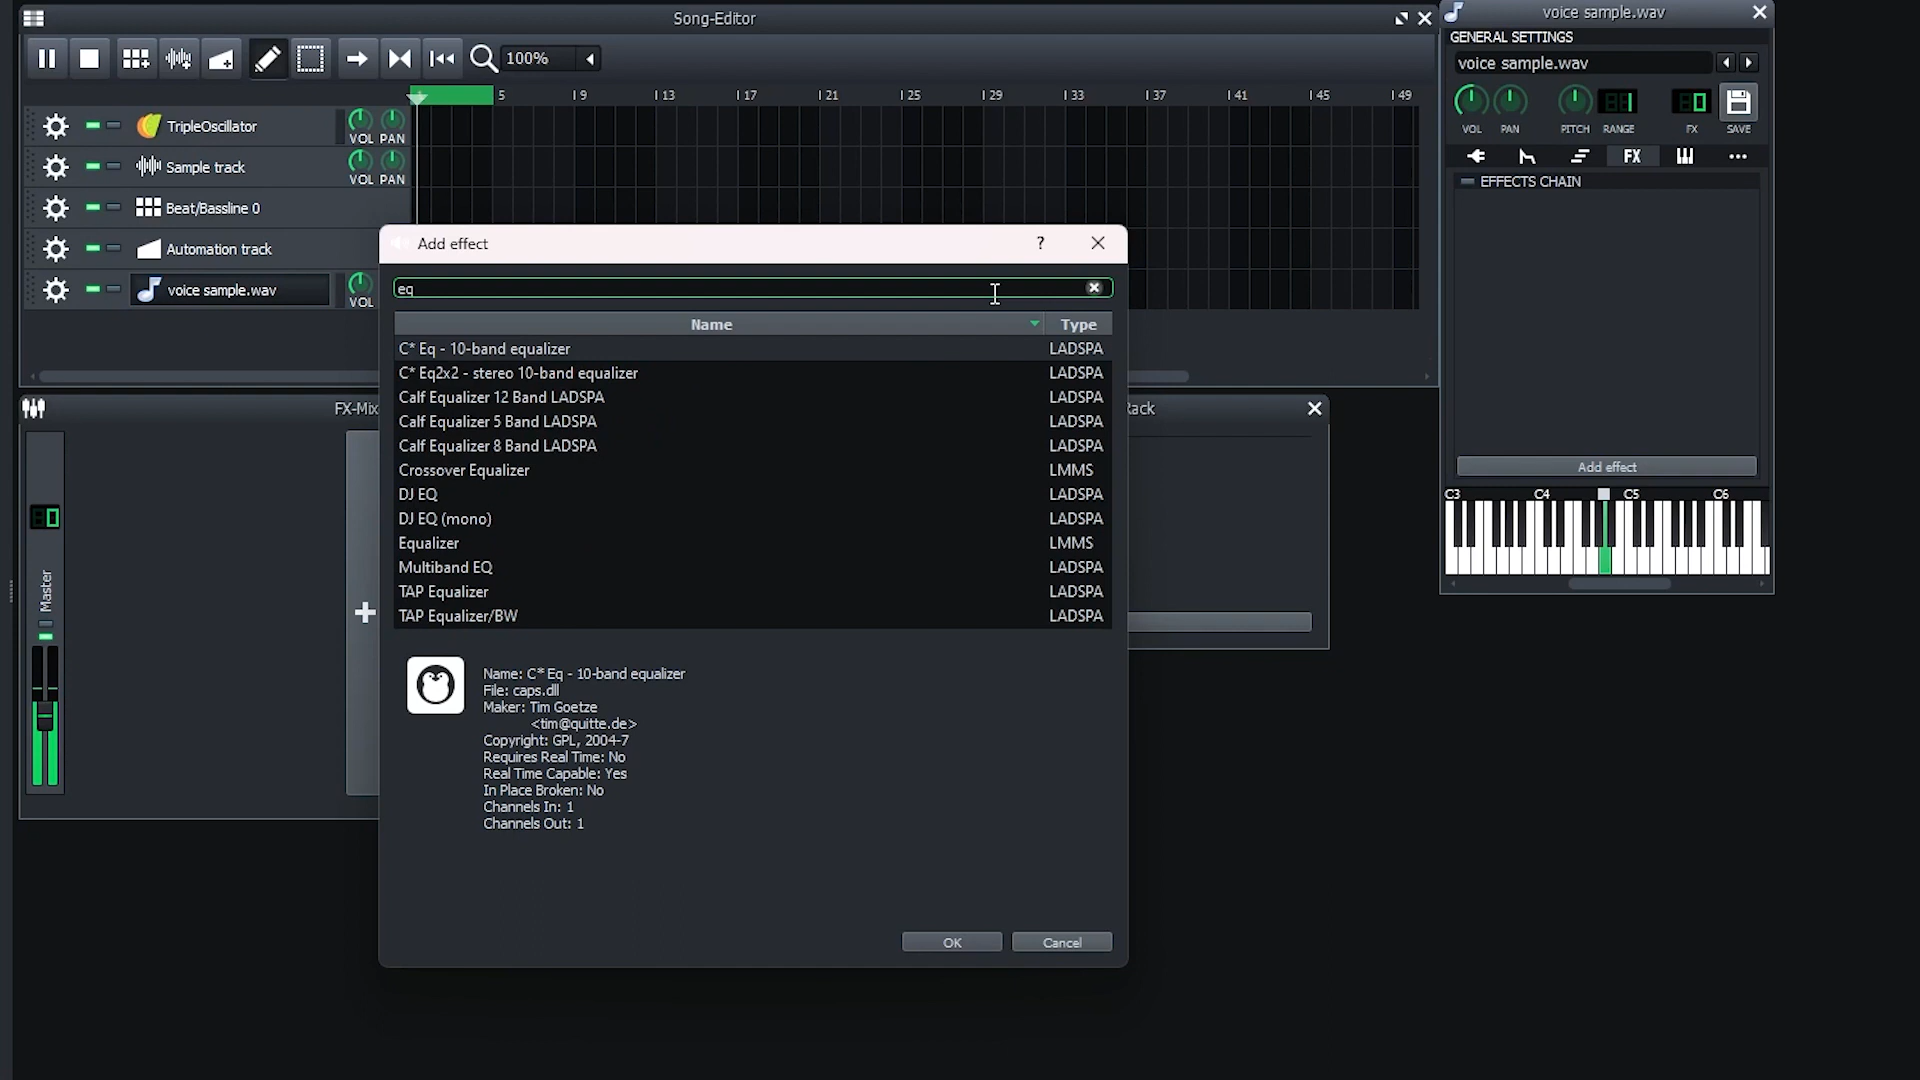 Song-Editor
100%
5 9 13 17 21 25 29 33 37 41 45 49
TripleOscillator
VOL PAN
Sample track
VOL PAN
Beat/Bassline 0
Automation track
voice sample.wav
VOL
FX-Mix
0
Master
Rack
Add effect
?
eq
Name Type
C* Eq - 10-band equalizer LADSPA
C* Eq2x2 - stereo 10-band equalizer LADSPA
Calf Equalizer 12 Band LADSPA LADSPA
Calf Equalizer 5 Band LADSPA LADSPA
Calf Equalizer 8 Band LADSPA LADSPA
Crossover Equalizer LMMS
DJ EQ LADSPA
DJ EQ (mono) LADSPA
Equalizer LMMS
Multiband EQ LADSPA
TAP Equalizer LADSPA
TAP Equalizer/BW LADSPA
Name: C* Eq - 10-band equalizer
File: caps.dll
Maker: Tim Goetze
<tim@quitte.de>
Copyright: GPL, 2004-7
Requires Real Time: No
Real Time Capable: Yes
In Place Broken: No
Channels In: 1
Channels Out: 1
OK Cancel
voice sample.wav
GENERAL SETTINGS
voice sample.wav
1 0
VOL PAN PITCH RANGE FX SAVE
FX
EFFECTS CHAIN
Add effect
C3 C4 C5 C6